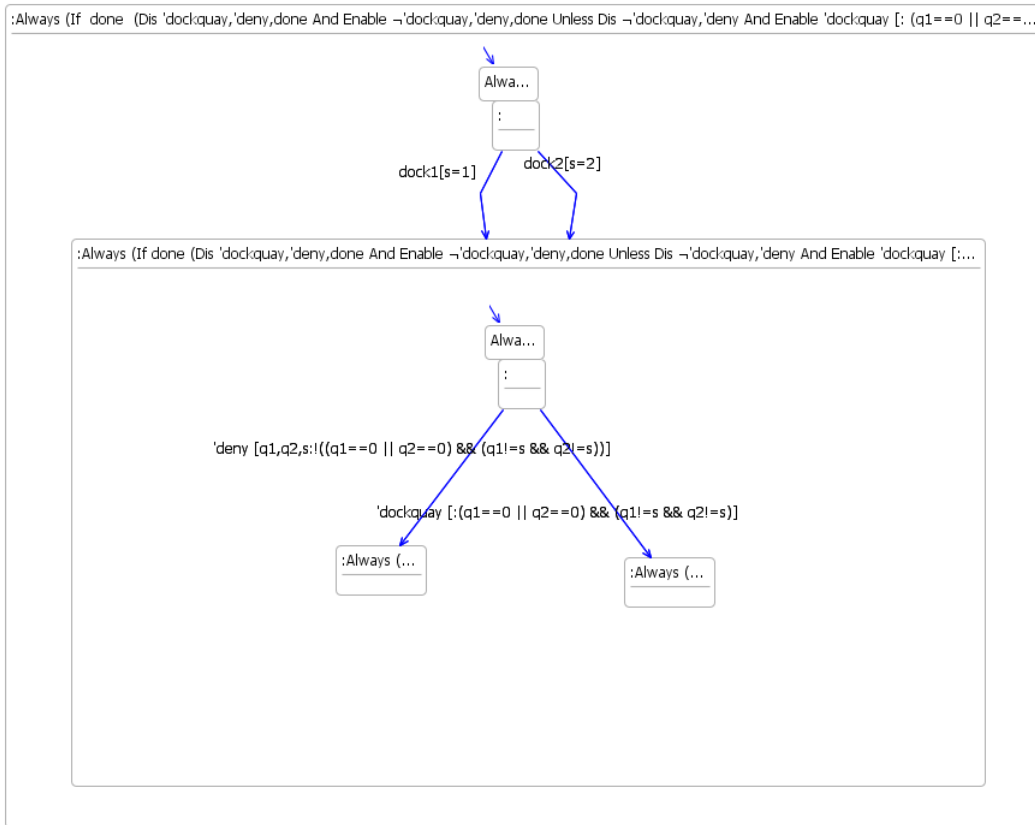 :Always (If  done  (Dis 'dockquay,'deny,done And Enable ¬'dockquay,'deny,done Unless Dis ¬'dockquay,'deny And Enable 'dockquay [: (q1==0 || q2==...
Alwa...
:
dock1[s=1]
dock2[s=2]
:Always (If done (Dis 'dockquay,'deny,done And Enable ¬'dockquay,'deny,done Unless Dis ¬'dockquay,'deny And Enable 'dockquay [:...
Alwa...
:
'deny [q1,q2,s:!((q1==0 || q2==0) && (q1!=s && q2!=s))]
'dockquay [:(q1==0 || q2==0) && (q1!=s && q2!=s)]
:Always (...
:Always (...